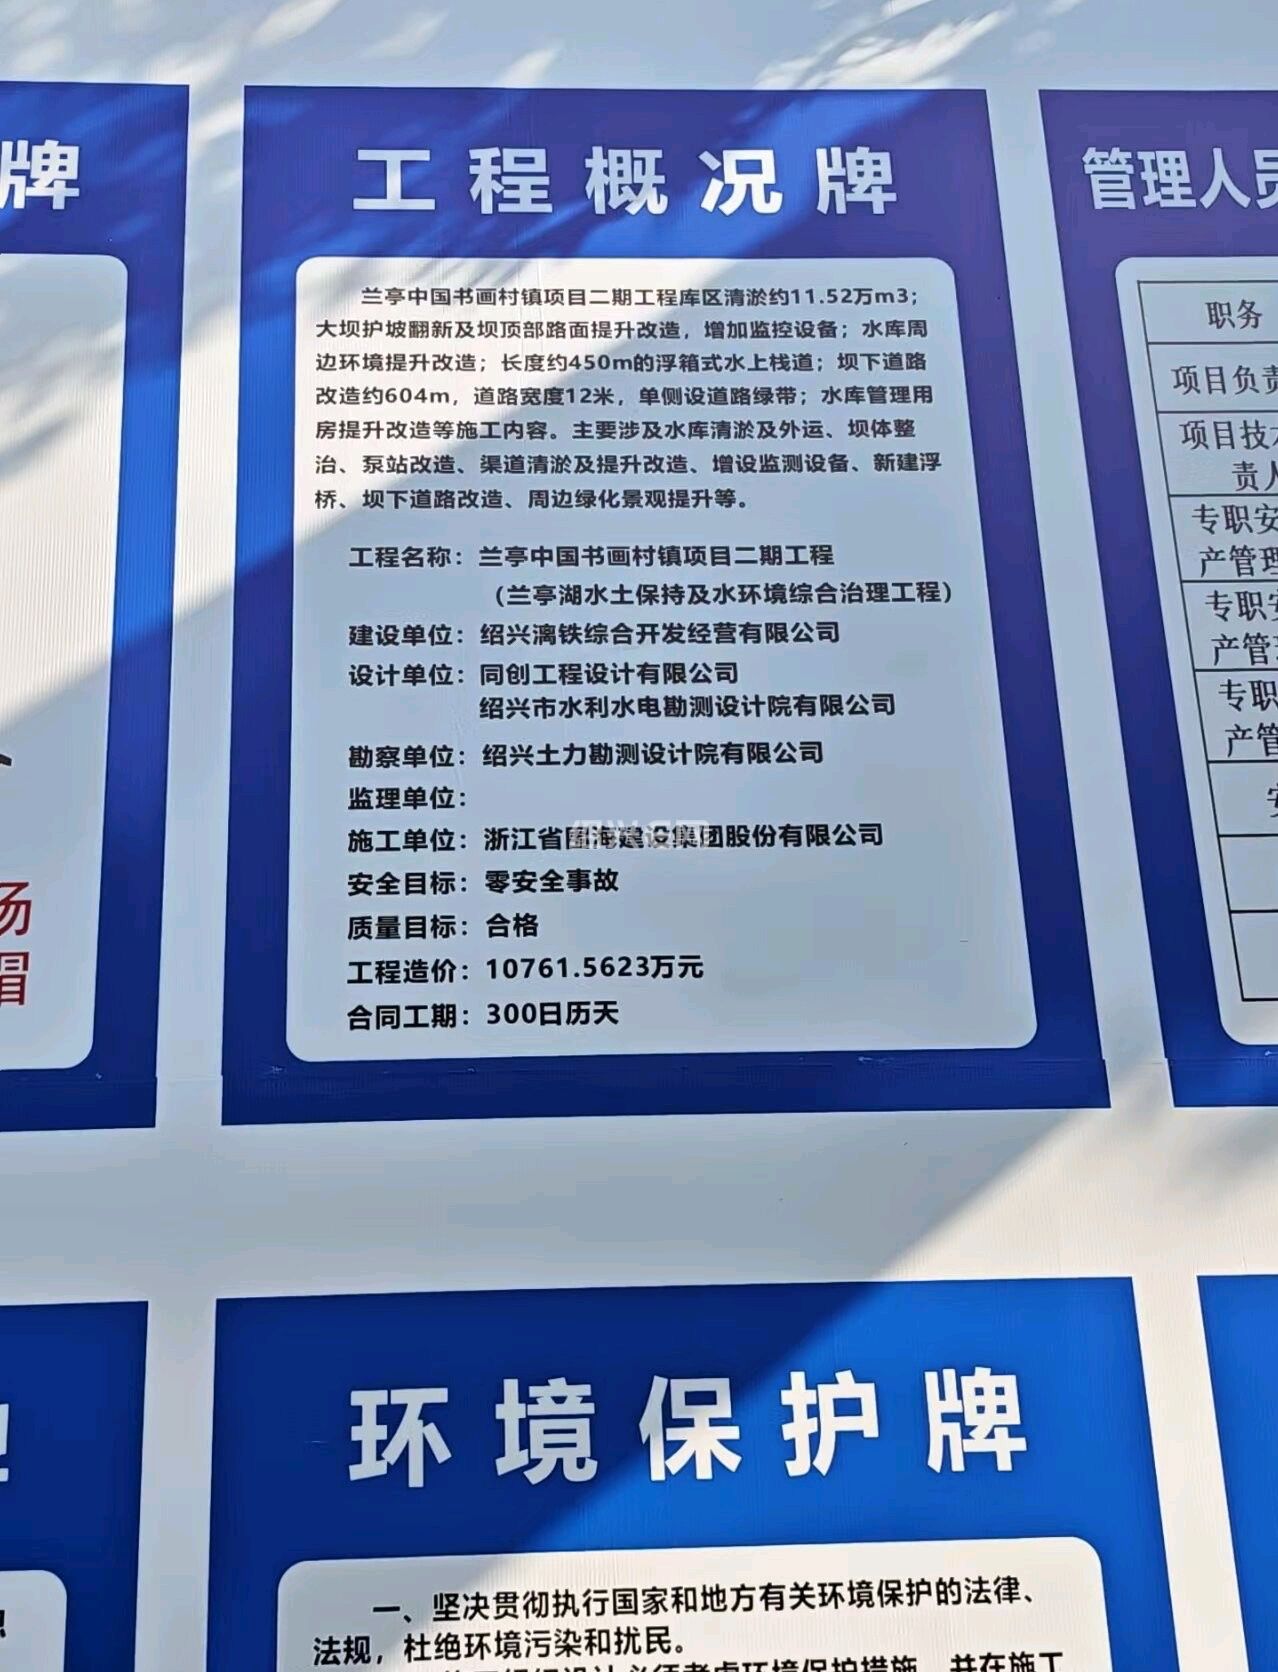 牌
工程概况牌
兰亭中国书画村镇项目二期工程库区清淤约11.52万m3；
大坝护坡翻新及坝顶部路面提升改造，增加监控设备；水库周
边环境提升改造；长度约450m的浮箱式水上栈道；坝下道路
改造约604m，道路宽度12米，单侧设道路绿带；水库管理用
房提升改造等施工内容。主要涉及水库清淤及外运、坝体整
治、泵站改造、渠道清淤及提升改造、增设监测设备、新建浮
桥、坝下道路改造、周边绿化景观提升等。
工程名称：兰亭中国书画村镇项目二期工程
（兰亭湖水土保持及水环境综合治理工程）
建设单位：绍兴漓铁综合开发经营有限公司
设计单位：同创工程设计有限公司
绍兴市水利水电勘测设计院有限公司
勘察单位：绍兴土力勘测设计院有限公司
监理单位：
施工单位：浙江省围海建设集团股份有限公司
安全目标：零安全事故
质量目标：合格
工程造价：10761.5623万元
合同工期：300日历天
管理人员
职务
项目负责
项目技术
责人
专职安
产管理
专职安
产管理
专职
产管
场
帽
环境保护牌
一、坚决贯彻执行国家和地方有关环境保护的法律、
法规，杜绝环境污染和扰民。